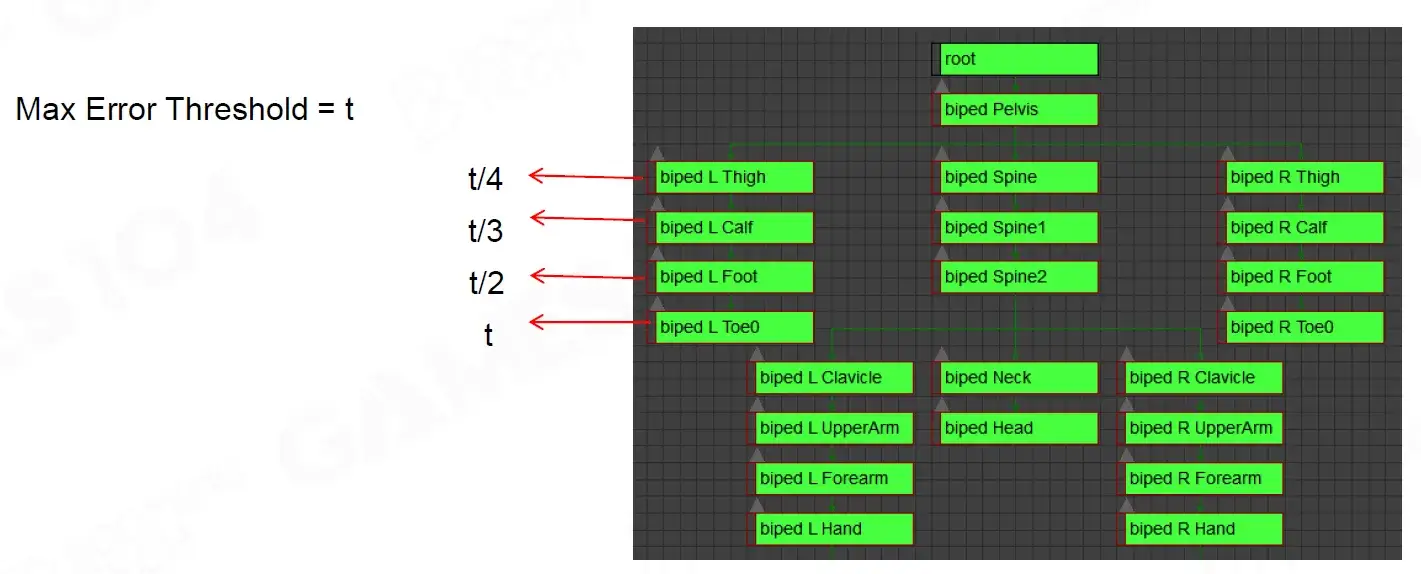 root
Max Error Threshold = t
biped Pelvis
t/4
biped L Thigh
biped Spine
biped R Thigh
t/3
biped L Calf
biped Spine1
biped R Calf
t/2
biped L Foot
biped Spine2
biped R Foot
t
biped L Toe0
biped R Toe0
biped L Clavicle
biped Neck
biped R Clavicle
biped L UpperArm
biped Head
biped R UpperArm
biped L Forearm
biped R Forearm
biped L Hand
biped R Hand